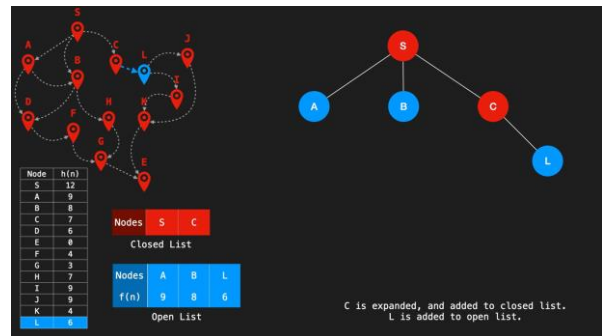 S
A
B
C
L
J
I
D
F
H
K
G
E
Node h(n)
S 12
A 9
B 8
C 7
D 6
E 0
F 4
G 3
H 7
I 9
J 9
K 4
L 6
Nodes S C
Closed List
Nodes A B L
f(n) 9 8 6
Open List
S
A B C
L
C is expanded, and added to closed list.
L is added to open list.